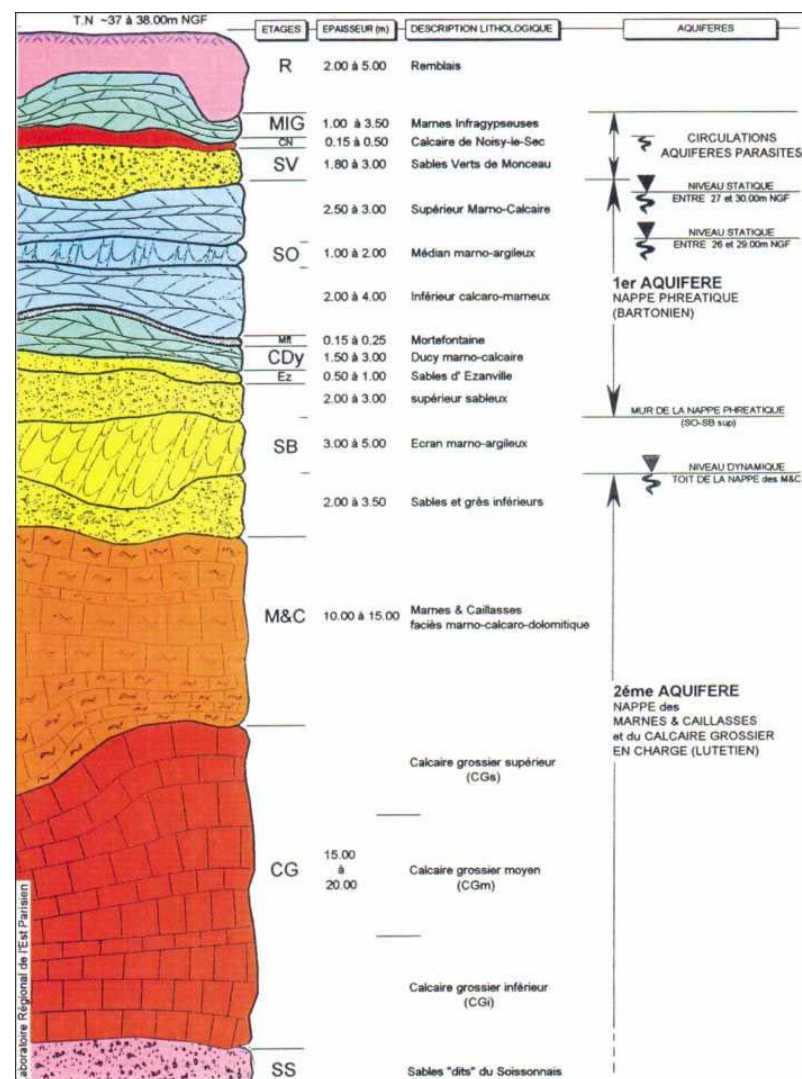 T.N ~37 à 38.00m NGF
ETAGES EPAISSEUR (m) DESCRIPTION LITHOLOGIQUE AQUIFERES
R 2.00 à 5.00 Remblais
MIG 1.00 à 3.50 Marnes Infragypseuses
CN 0.15 à 0.50 Calcaire de Noisy-le-Sec
SV 1.80 à 3.00 Sables Verts de Monceau
CIRCULATIONS
AQUIFERES PARASITES
NIVEAU STATIQUE
ENTRE 27 et 30.00m NGF
2.50 à 3.00 Supérieur Marno-Calcaire
NIVEAU STATIQUE
ENTRE 26 et 29.00m NGF
SO 1.00 à 2.00 Médian marno-argileux
1er AQUIFERE
NAPPE PHREATIQUE
(BARTONIEN)
2.00 à 4.00 Inférieur calcaro-marneux
Mft 0.15 à 0.25 Mortefontaine
CDy 1.50 à 3.00 Ducy marno-calcaire
Ez 0.50 à 1.00 Sables d' Ezanville
2.00 à 3.00 supérieur sableux
MUR DE LA NAPPE PHREATIQUE
(SO-SB sup)
SB 3.00 à 5.00 Ecran marno-argileux
NIVEAU DYNAMIQUE
TOIT DE LA NAPPE des M&C
2.00 à 3.50 Sables et grès inférieurs
M&C 10.00 à 15.00 Marnes & Caillasses
faciès marno-calcaro-dolomitique
2éme AQUIFERE
NAPPE des
MARNES & CAILLASSES
et du CALCAIRE GROSSIER
EN CHARGE (LUTETIEN)
Calcaire grossier supérieur
(CGs)
CG
15.00
à
20.00
Calcaire grossier moyen
(CGm)
Calcaire grossier inférieur
(CGi)
SS Sables "dits" du Soissonnais
aboratoire Régional de l'Est Parisien